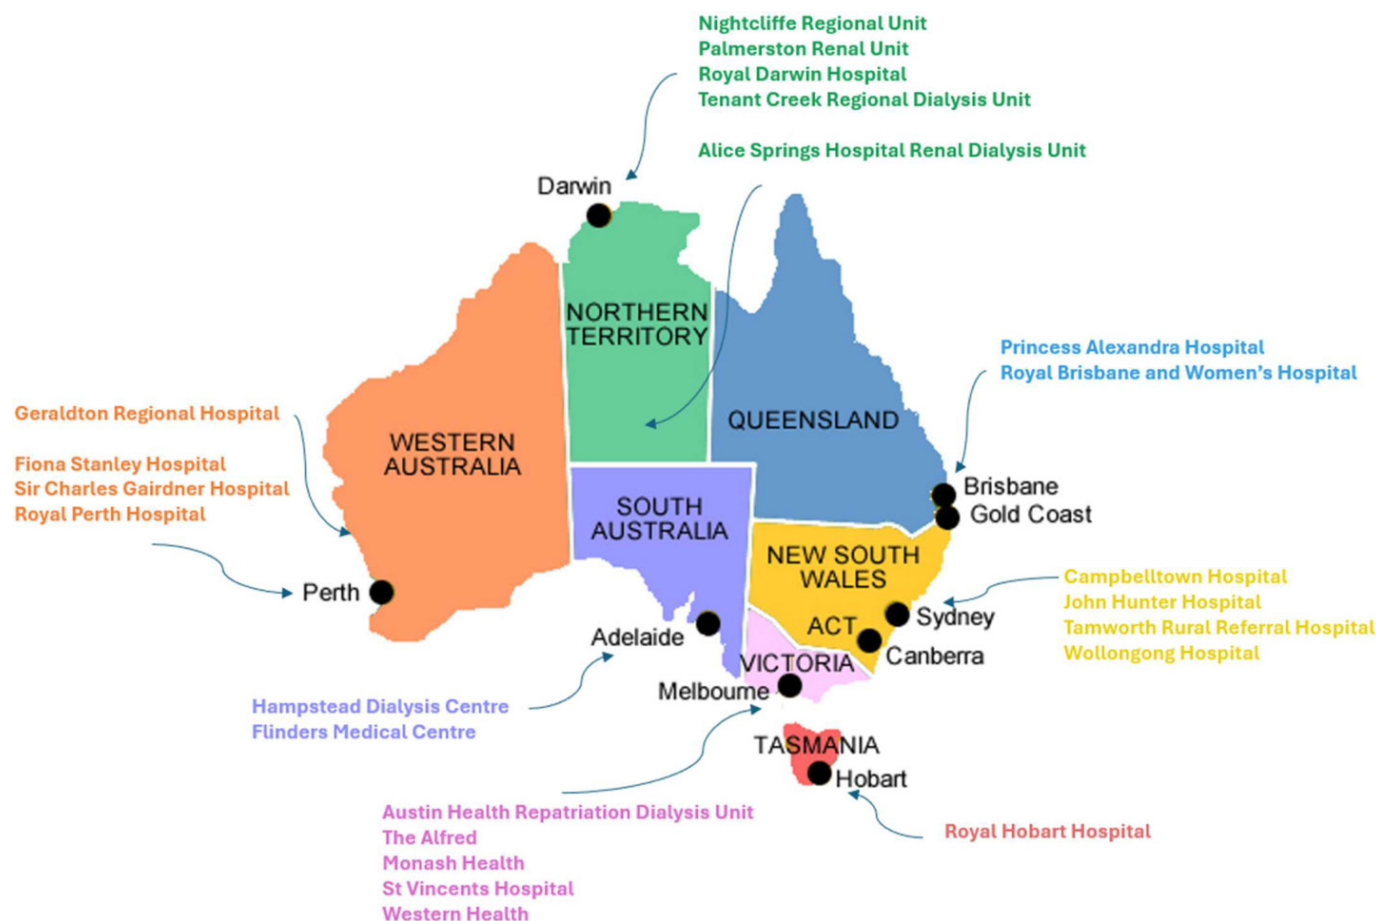 Nightcliffe Regional Unit
Palmerston Renal Unit
Royal Darwin Hospital
Tenant Creek Regional Dialysis Unit
Alice Springs Hospital Renal Dialysis Unit
Darwin
NORTHERN
TERRITORY
Princess Alexandra Hospital
Royal Brisbane and Women’s Hospital
QUEENSLAND
Geraldton Regional Hospital
WESTERN
AUSTRALIA
Fiona Stanley Hospital
Sir Charles Gairdner Hospital
Royal Perth Hospital
Brisbane
Gold Coast
SOUTH
AUSTRALIA
NEW SOUTH
WALES
Perth
Campbelltown Hospital
John Hunter Hospital
Tamworth Rural Referral Hospital
Wollongong Hospital
Sydney
ACT
Canberra
Adelaide
VICTORIA
Melbourne
Hampstead Dialysis Centre
Flinders Medical Centre
TASMANIA
Hobart
Austin Health Repatriation Dialysis Unit
The Alfred
Monash Health
St Vincents Hospital
Western Health
Royal Hobart Hospital